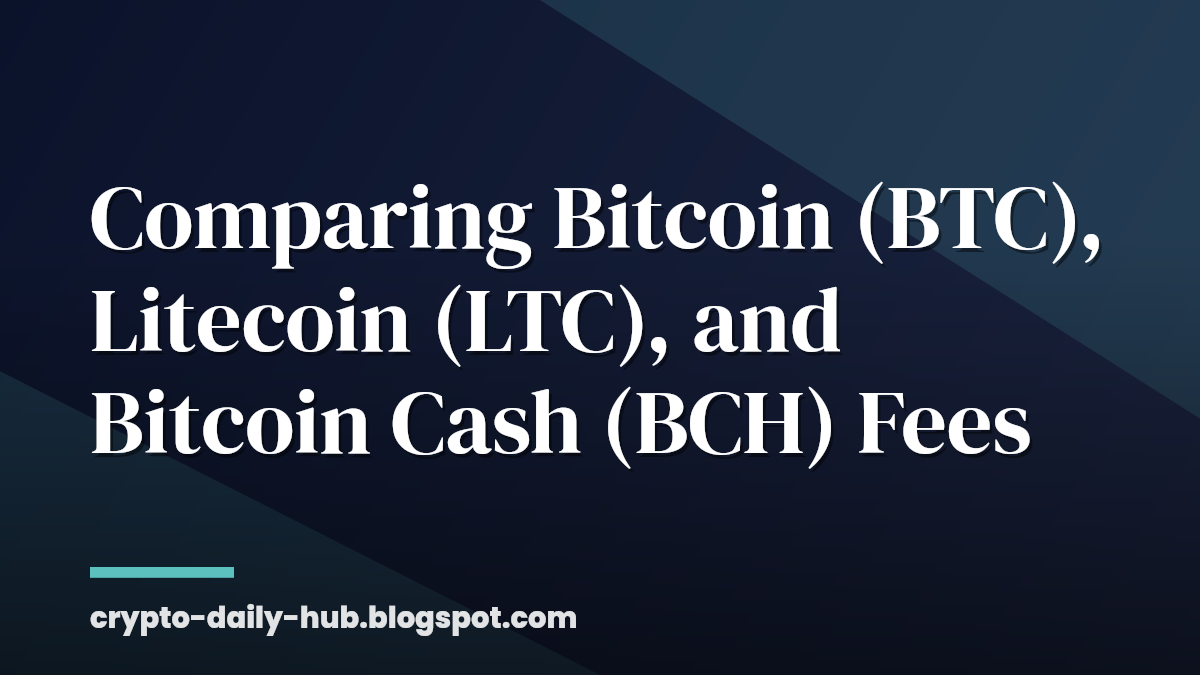 Comparing Bitcoin (BTC),
Litecoin (LTC), and
Bitcoin Cash (BCH) Fees
crypto-daily-hub.blogspot.com